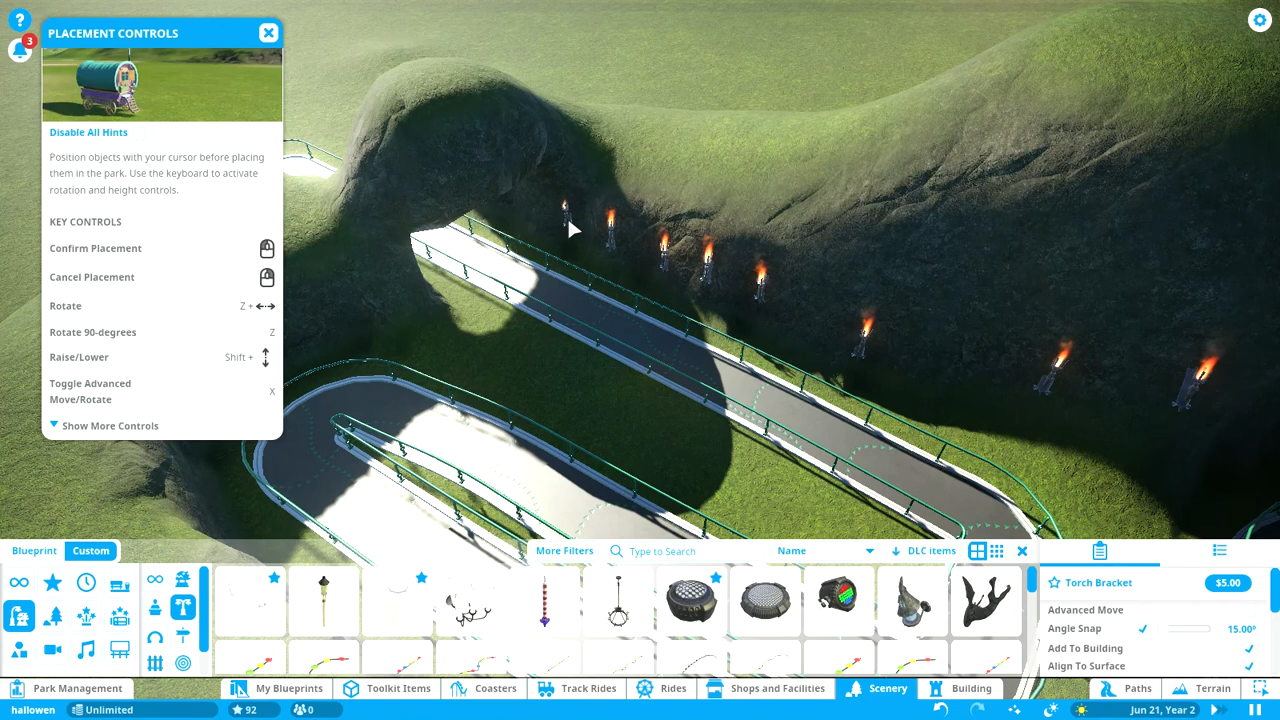 ?
3
PLACEMENT CONTROLS
Disable All Hints
Position objects with your cursor before placing
them in the park. Use the keyboard to activate
rotation and height controls.
KEY CONTROLS
Confirm Placement
Cancel Placement
Rotate Z +
Rotate 90-degrees Z
Raise/Lower Shift +
Toggle Advanced
Move/Rotate X
Show More Controls
Blueprint Custom More Filters Type to Search Name DLC items
Torch Bracket $5.00
Advanced Move
Angle Snap 15.00°
Add To Building
Align To Surface
Park Management My Blueprints Toolkit Items Coasters Track Rides Rides Shops and Facilities Scenery Building Paths Terrain
hallowen Unlimited 92 0 Jun 21, Year 2